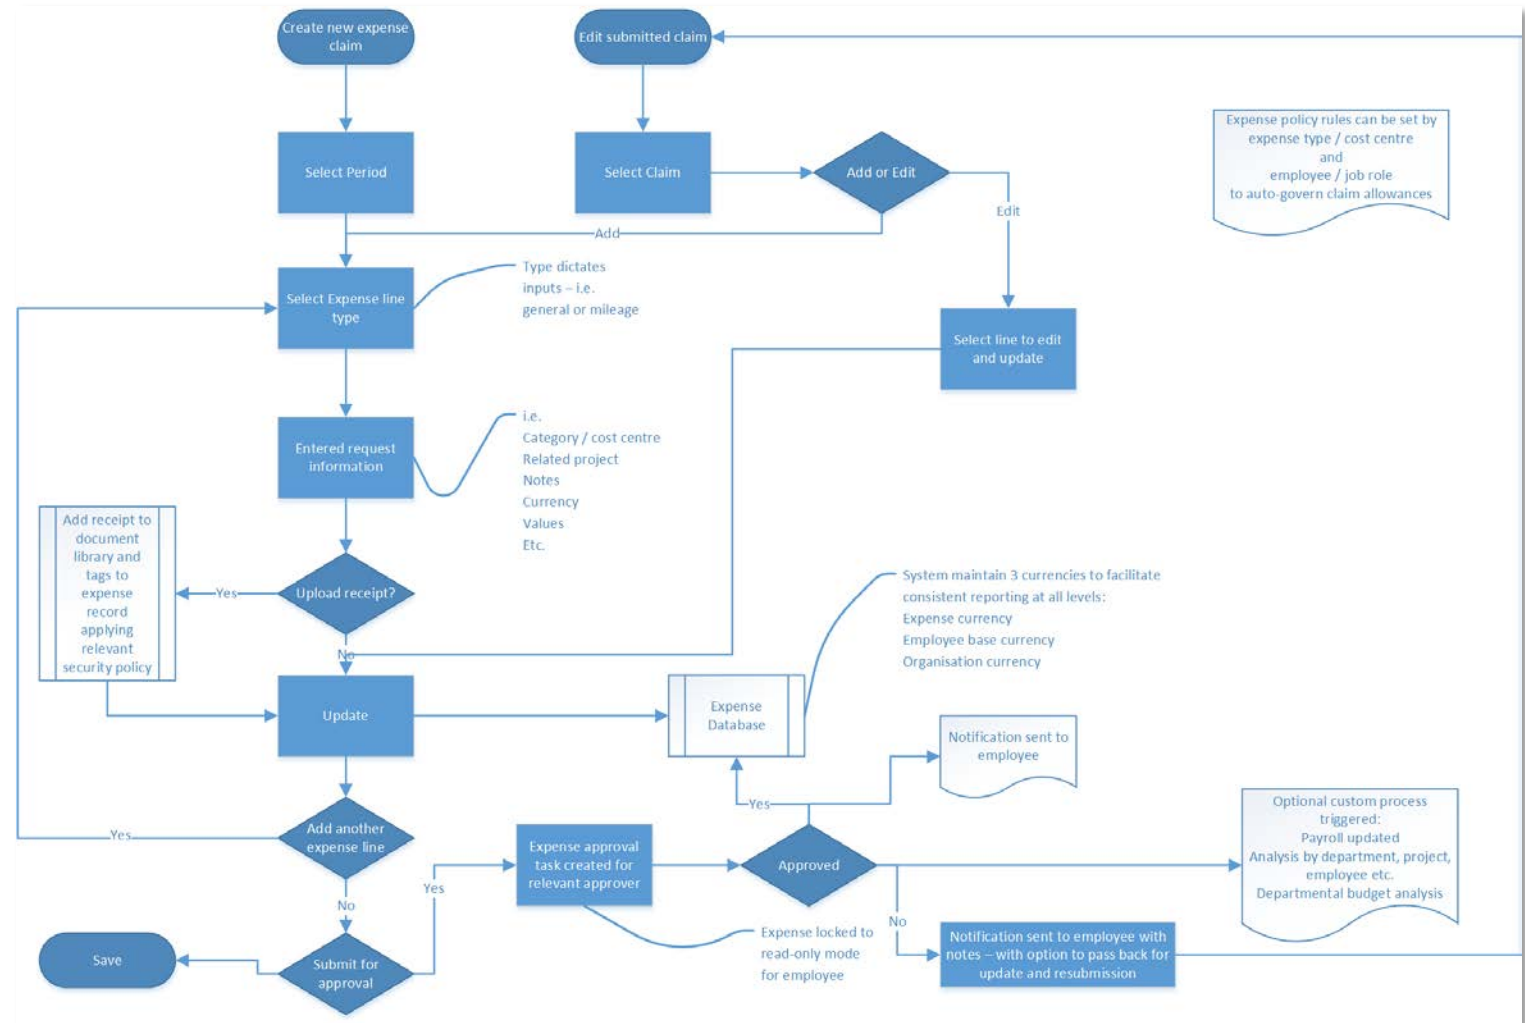 Create new expense
claim
Edit submitted claim
Expense policy rules can be set by
expense type / cost centre
and
employee / job role
to auto-govern claim allowances
Select Period
Select Claim
Add or Edit
Edit
Add
Select Expense line
type
Type dictates
inputs – i.e.
general or mileage
Select line to edit
and update
Entered request
information
i.e.
Category / cost centre
Related project
Notes
Currency
Values
Etc.
Add receipt to
document
library and
tags to
expense
record
applying
relevant
security policy
Yes
Upload receipt?
No
System maintain 3 currencies to facilitate
consistent reporting at all levels:
Expense currency
Employee base currency
Organisation currency
Update
Expense
Database
Notification sent to
employee
Yes
Yes
Add another
expense line
Expense approval
task created for
relevant approver
Approved
Optional custom process
triggered:
Payroll updated
Analysis by department, project,
employee etc.
Departmental budget analysis
Yes
No
No
Save
Submit for
approval
Expense locked to
read-only mode
for employee
Notification sent to employee with
notes – with option to pass back for
update and resubmission